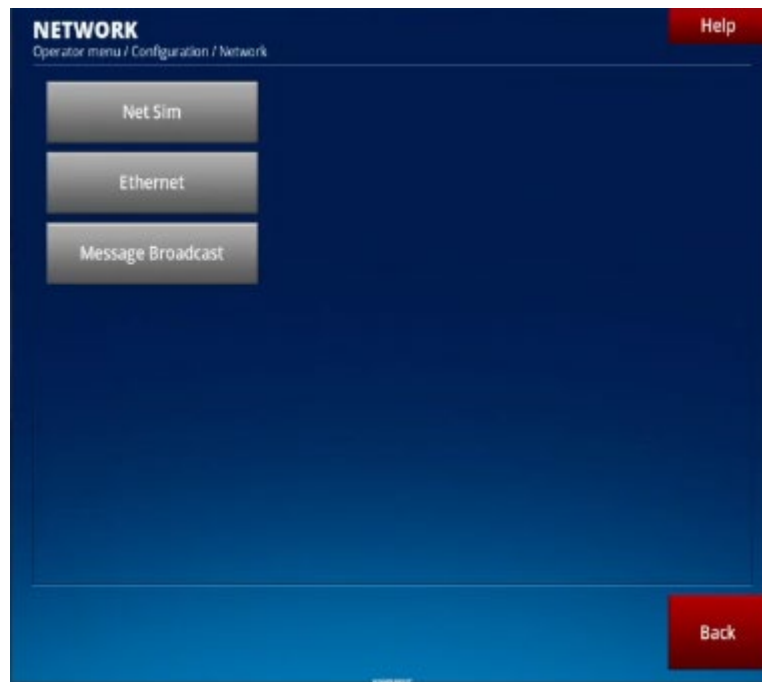 NETWORK
Help
Operator menu / Configuration / Network
Net Sim
Ethernet
Message Broadcast
Back